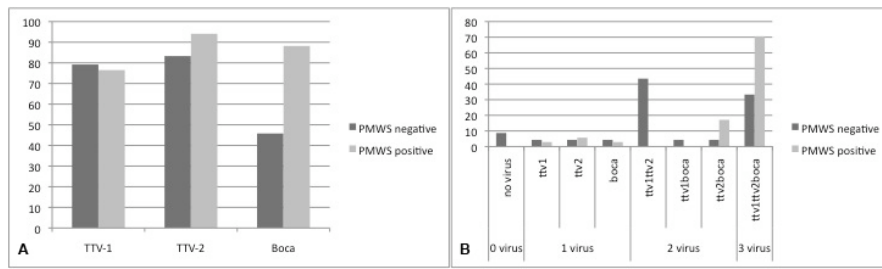 100
90
80
70
60
50
40
30
20
10
0
TTV-1 TTV-2 Boca
PMWS negative
PMWS positive
A
80
70
60
50
40
30
20
10
0
no virus ttv1 ttv2 boca ttv1ttv2 ttv1boca ttv2boca ttv1ttv2boca
0 virus 1 virus 2 virus 3 virus
PMWS negative
PMWS positive
B